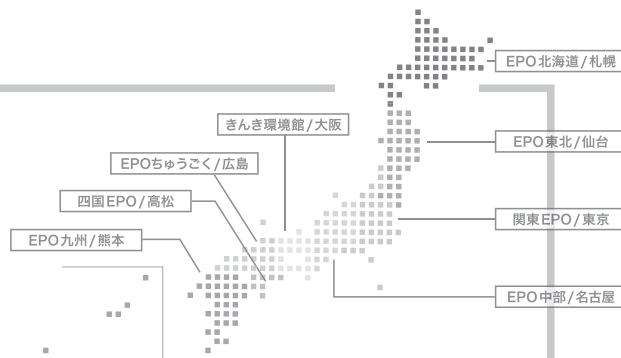 EPO北海道/札幌
きんき環境館/大阪
EPO東北/仙台
EPOちゅうごく/広島
四国EPO/高松
関東EPO/東京
EPO九州/熊本
EPO中部/名古屋